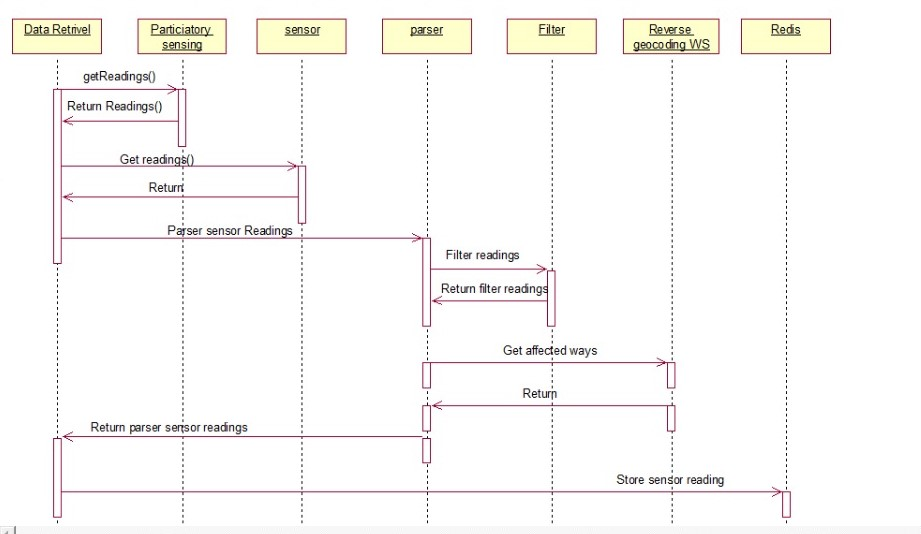 Data Retrivel
Particiatory
sensing
sensor
parser
Filter
Reverse
geocoding WS
Redis
getReadings()
Return Readings()
Get readings()
Return
Parser sensor Readings
Filter readings
Return filter readings
Get affected ways
Return
Return parser sensor readings
Store sensor reading